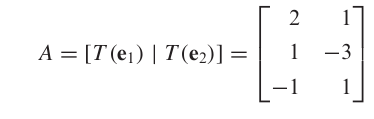 A = [T(e₁) | T(e₂)] = [ 2 1 ]
[ 1 −3 ]
[ −1 1 ]